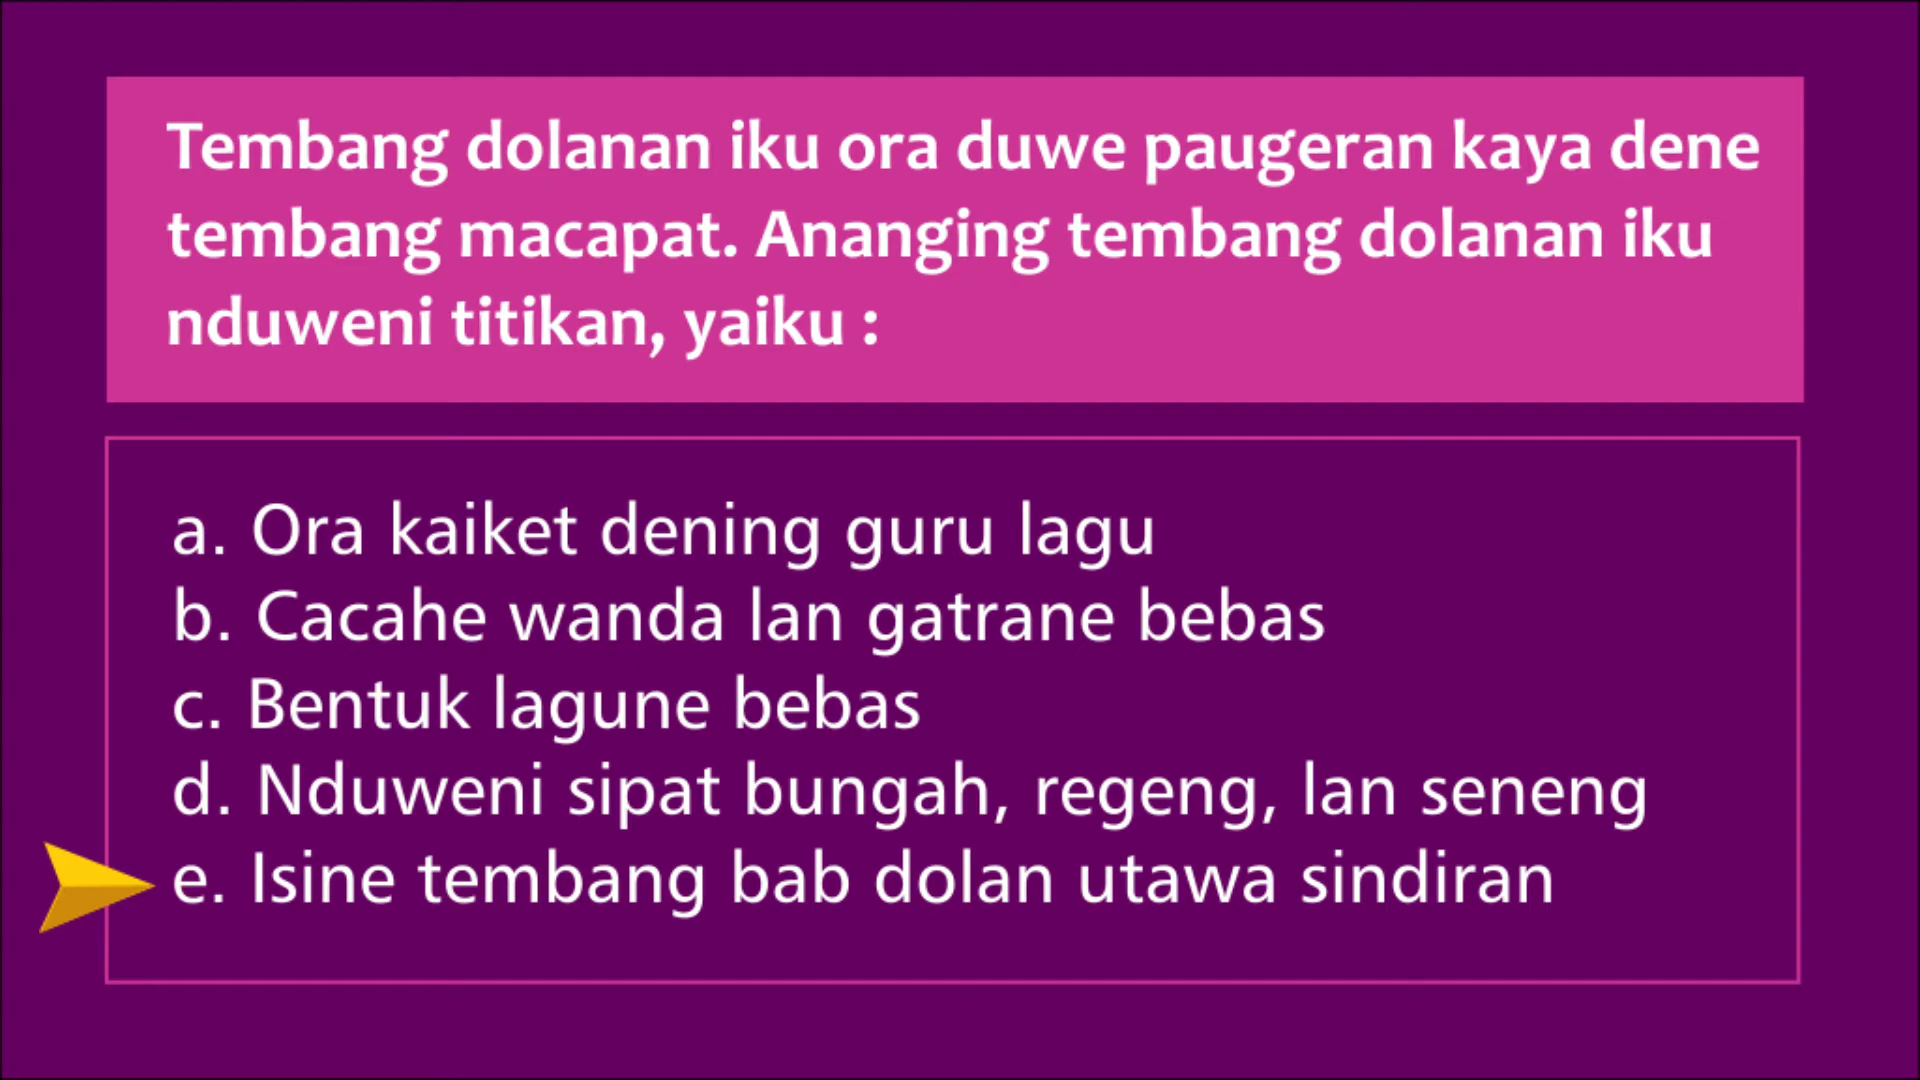 Tembang dolanan iku ora duwe paugeran kaya dene
tembang macapat. Ananging tembang dolanan iku
nduweni titikan, yaiku :
a. Ora kaiket dening guru lagu
b. Cacahe wanda lan gatrane bebas
c. Bentuk lagune bebas
d. Nduweni sipat bungah, regeng, lan seneng
e. Isine tembang bab dolan utawa sindiran